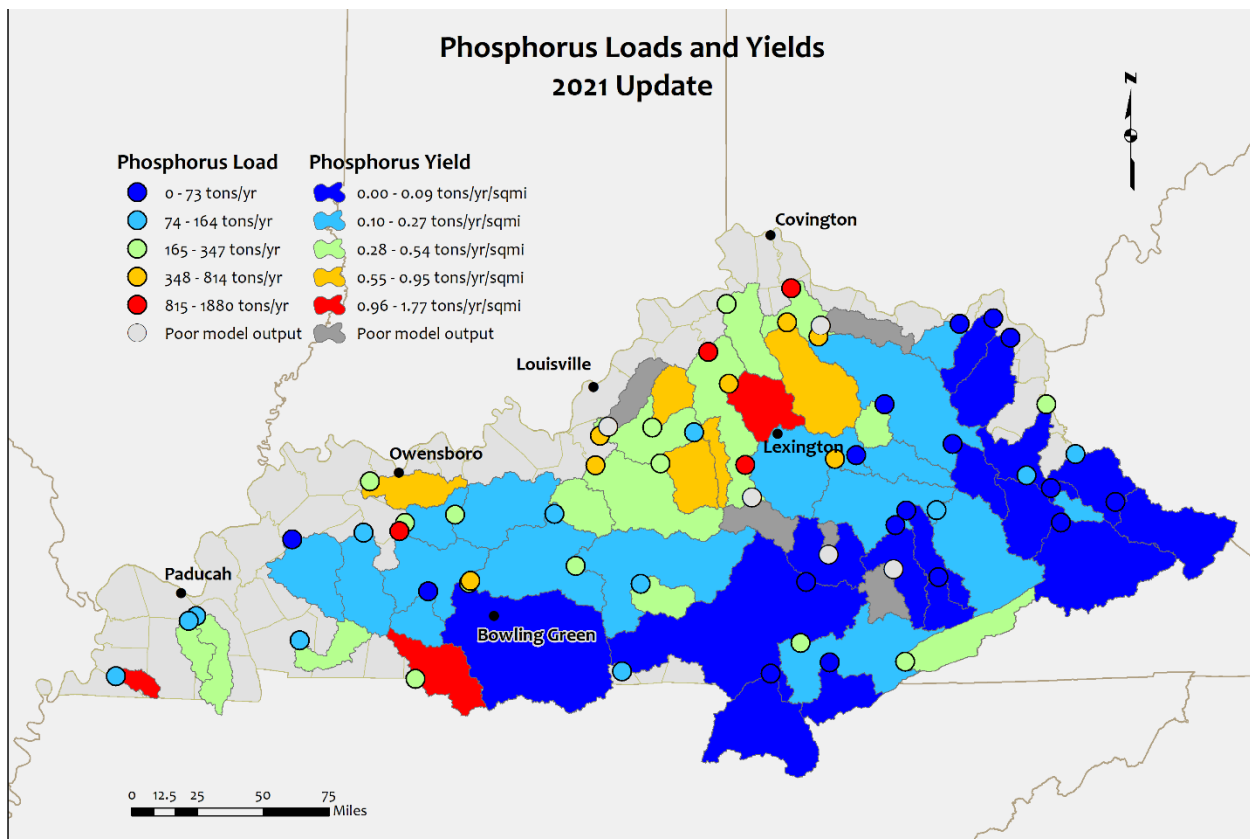 Phosphorus Loads and Yields
2021 Update
N
Phosphorus Load
0 - 73 tons/yr
74 - 164 tons/yr
165 - 347 tons/yr
348 - 814 tons/yr
815 - 1880 tons/yr
Poor model output
Phosphorus Yield
0.00 - 0.09 tons/yr/sqmi
0.10 - 0.27 tons/yr/sqmi
0.28 - 0.54 tons/yr/sqmi
0.55 - 0.95 tons/yr/sqmi
0.96 - 1.77 tons/yr/sqmi
Poor model output
Covington
Louisville
Lexington
Owensboro
Paducah
Bowling Green
0 12.5 25 50 75
Miles